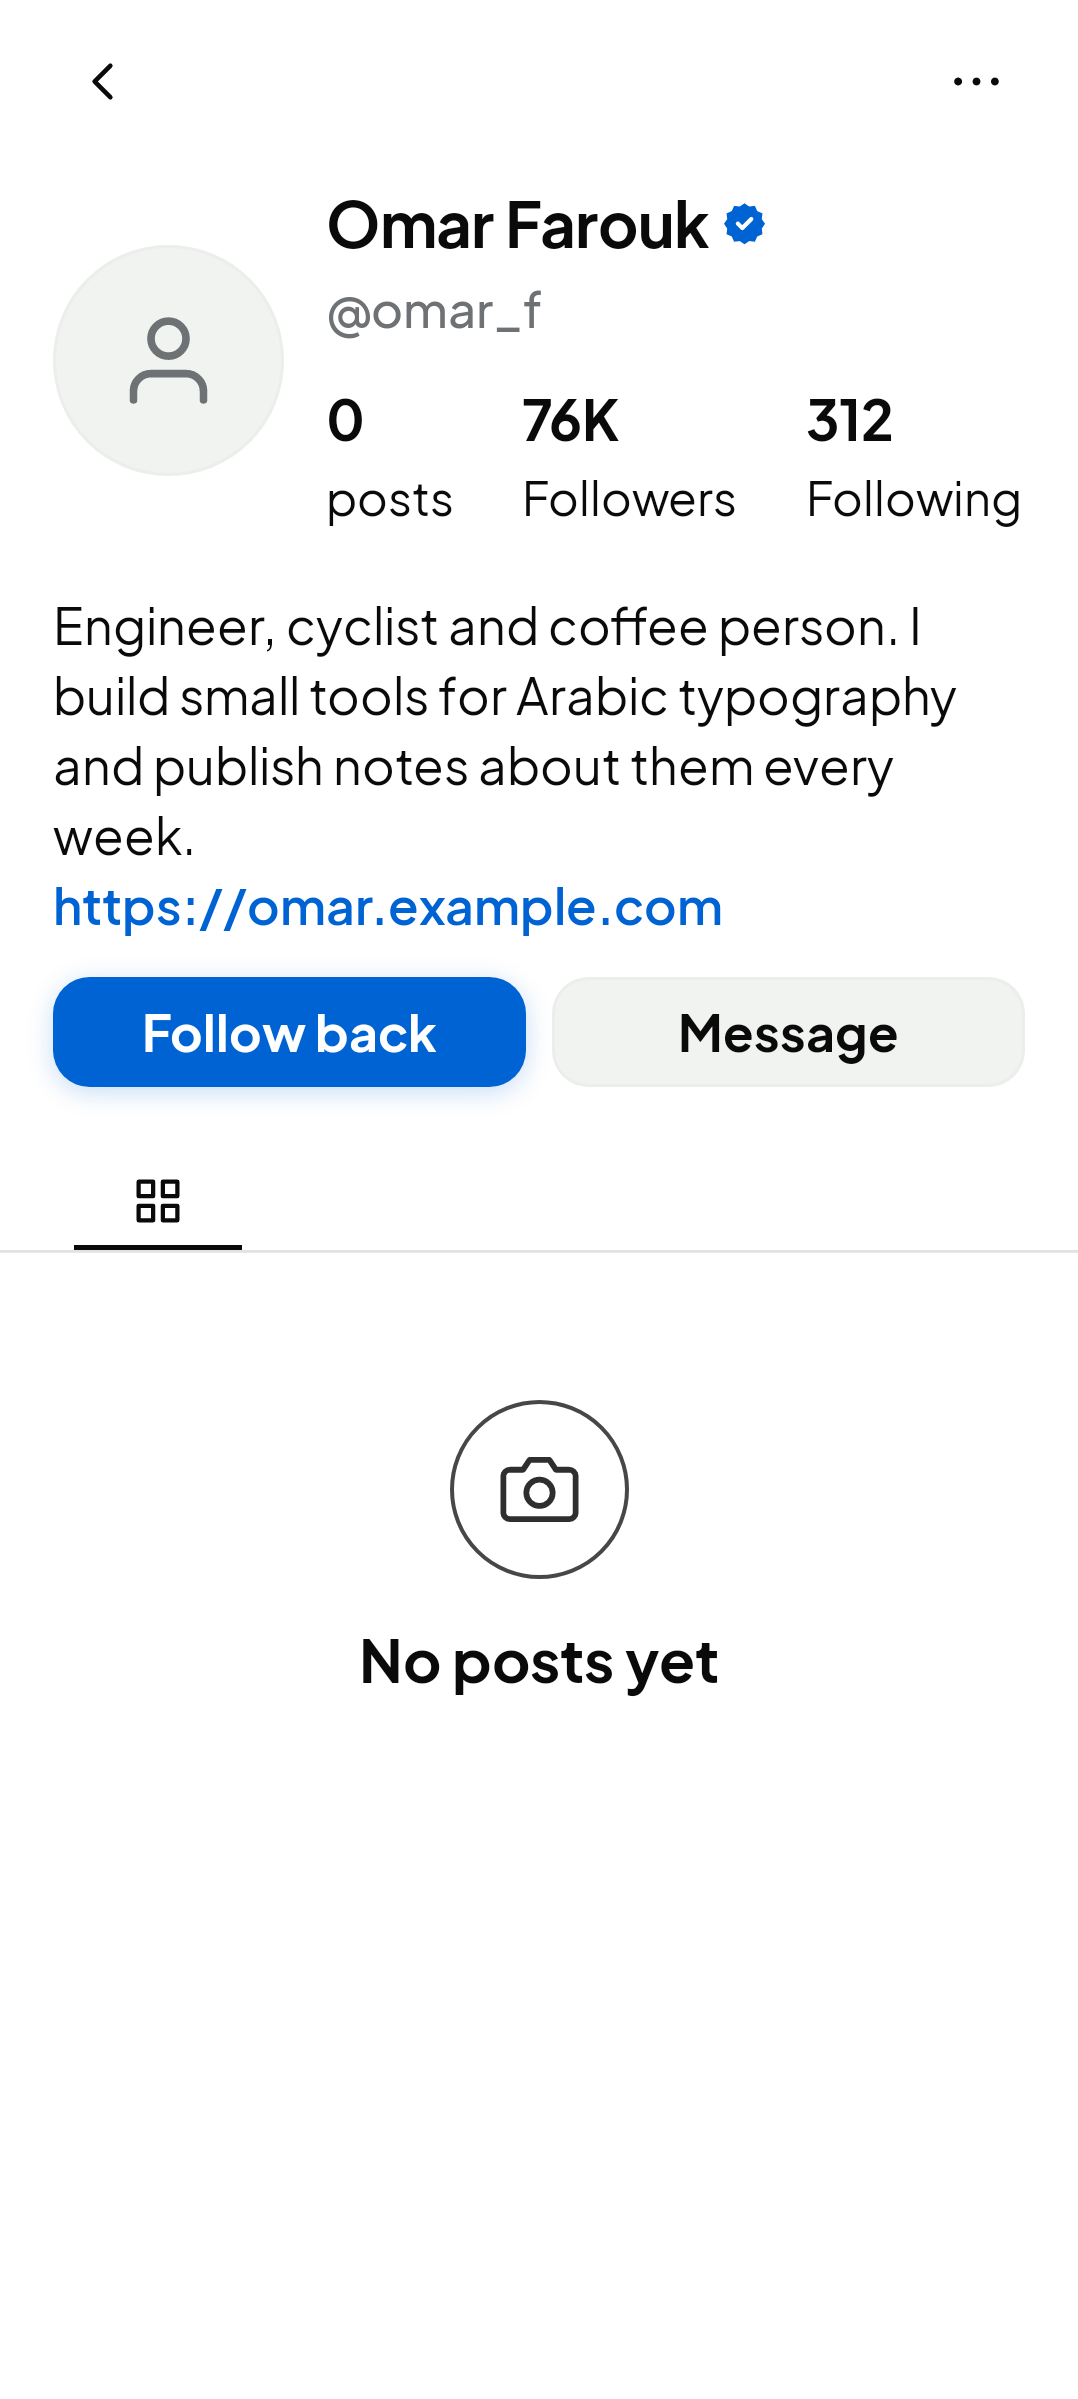 Omar Farouk
@omar_f
0 76K 312
posts Followers Following
Engineer, cyclist and coffee person. I
build small tools for Arabic typography
and publish notes about them every
week.
https://omar.example.com
Follow back Message
No posts yet